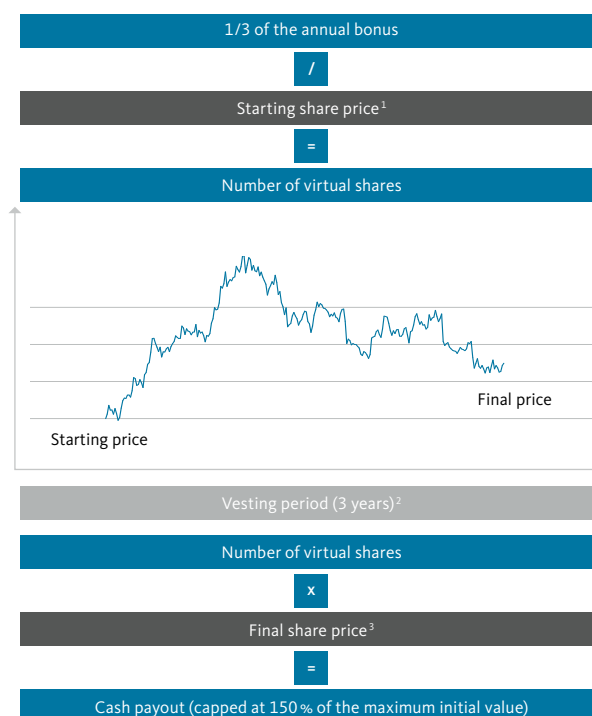 1/3 of the annual bonus
/
Starting share price¹
=
Number of virtual shares
Final price
Starting price
Vesting period (3 years)²
Number of virtual shares
x
Final share price³
=
Cash payout (capped at 150 % of the maximum initial value)